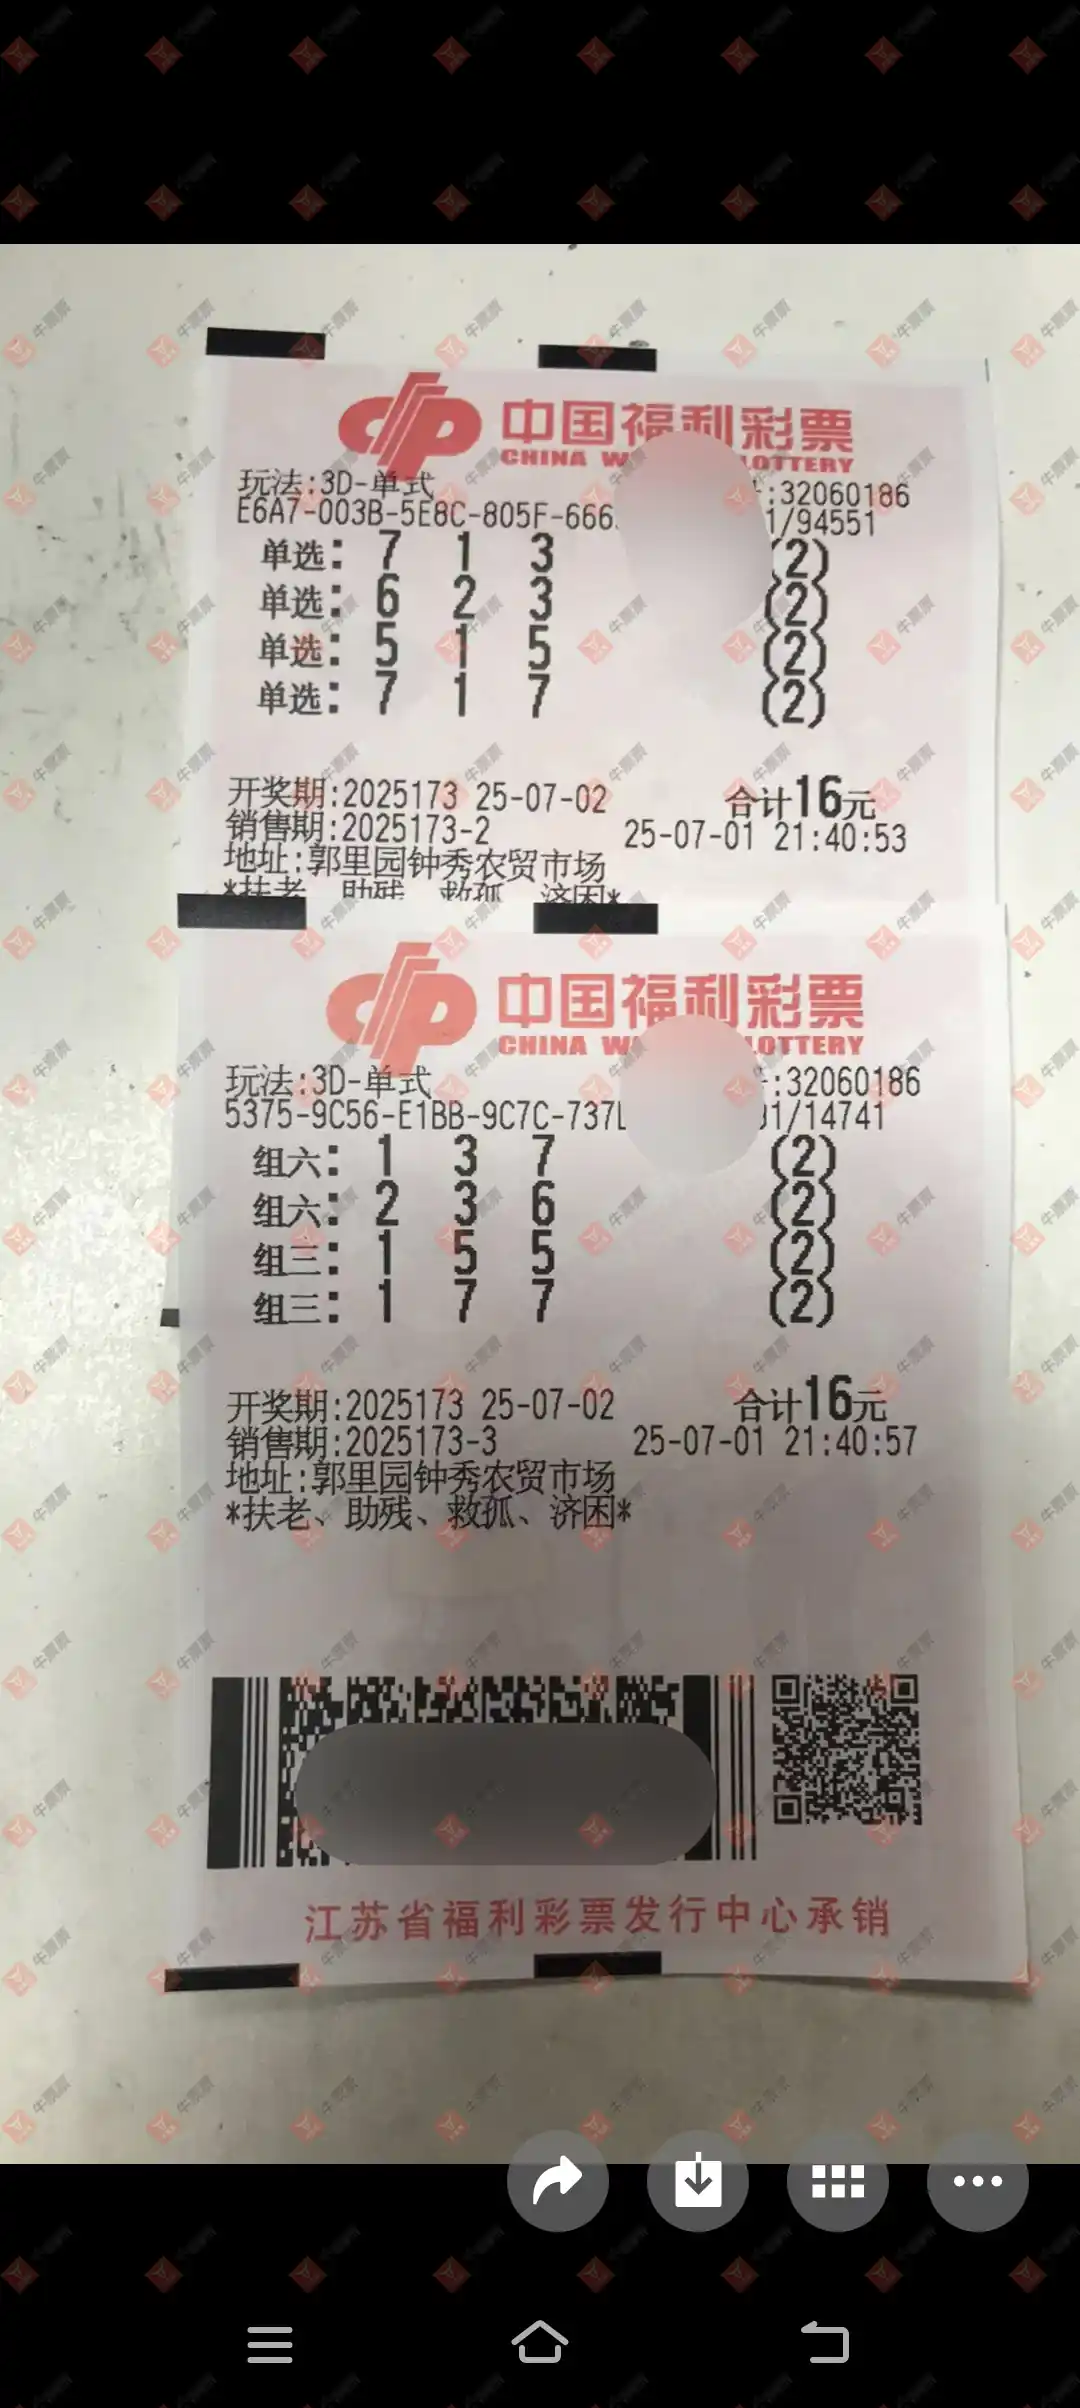 中国福利彩票
CHINA W LOTTERY
玩法:3D-单式 :32060186
E6A7-003B-5E8C-805F-666 1/94551
单选: 7 1 3 (2)
单选: 6 2 3 (2)
单选: 5 1 5 (2)
单选: 7 1 7 (2)
开奖期:2025173 25-07-02 合计16元
销售期:2025173-2 25-07-01 21:40:53
地址:郭里园钟秀农贸市场
*扶老、助残、救孤、济困*
中国福利彩票
CHINA W LOTTERY
玩法:3D-单式 :32060186
5375-9C56-E1BB-9C7C-737 1/14741
组六: 1 3 7 (2)
组六: 2 3 6 (2)
组三: 1 5 5 (2)
组三: 1 7 7 (2)
开奖期:2025173 25-07-02 合计16元
销售期:2025173-3 25-07-01 21:40:57
地址:郭里园钟秀农贸市场
*扶老、助残、救孤、济困*
江苏省福利彩票发行中心承销